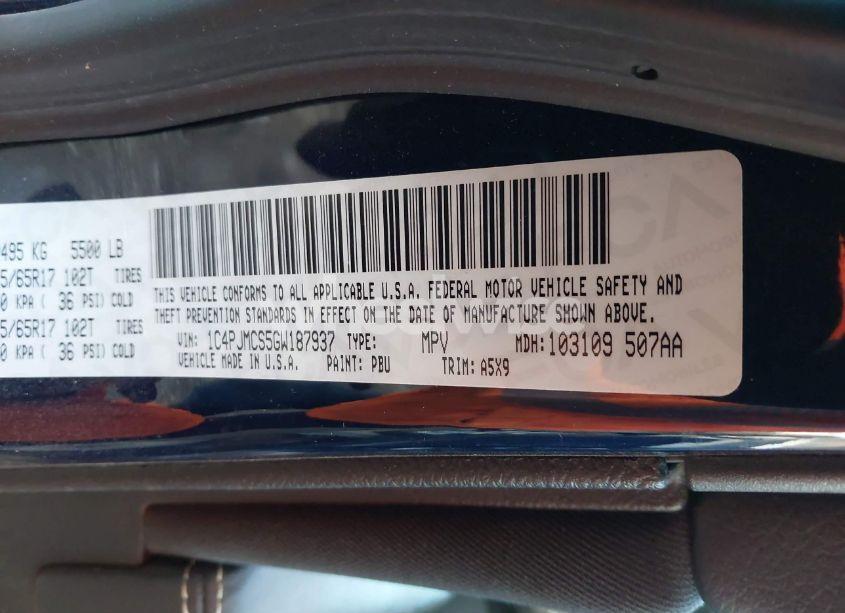 495 KG 5500 LB
5/65R17 102T TIRES
0 KPA ( 36 PSI) COLD
5/65R17 102T TIRES
0 KPA ( 36 PSI) COLD
THIS VEHICLE CONFORMS TO ALL APPLICABLE U.S.A. FEDERAL MOTOR VEHICLE SAFETY AND
THEFT PREVENTION STANDARDS IN EFFECT ON THE DATE OF MANUFACTURE SHOWN ABOVE.
VIN: 1C4PJMCS5GW187937 TYPE: MPV MDH: 103109 507AA
VEHICLE MADE IN U.S.A. PAINT: PBU TRIM: A5X9